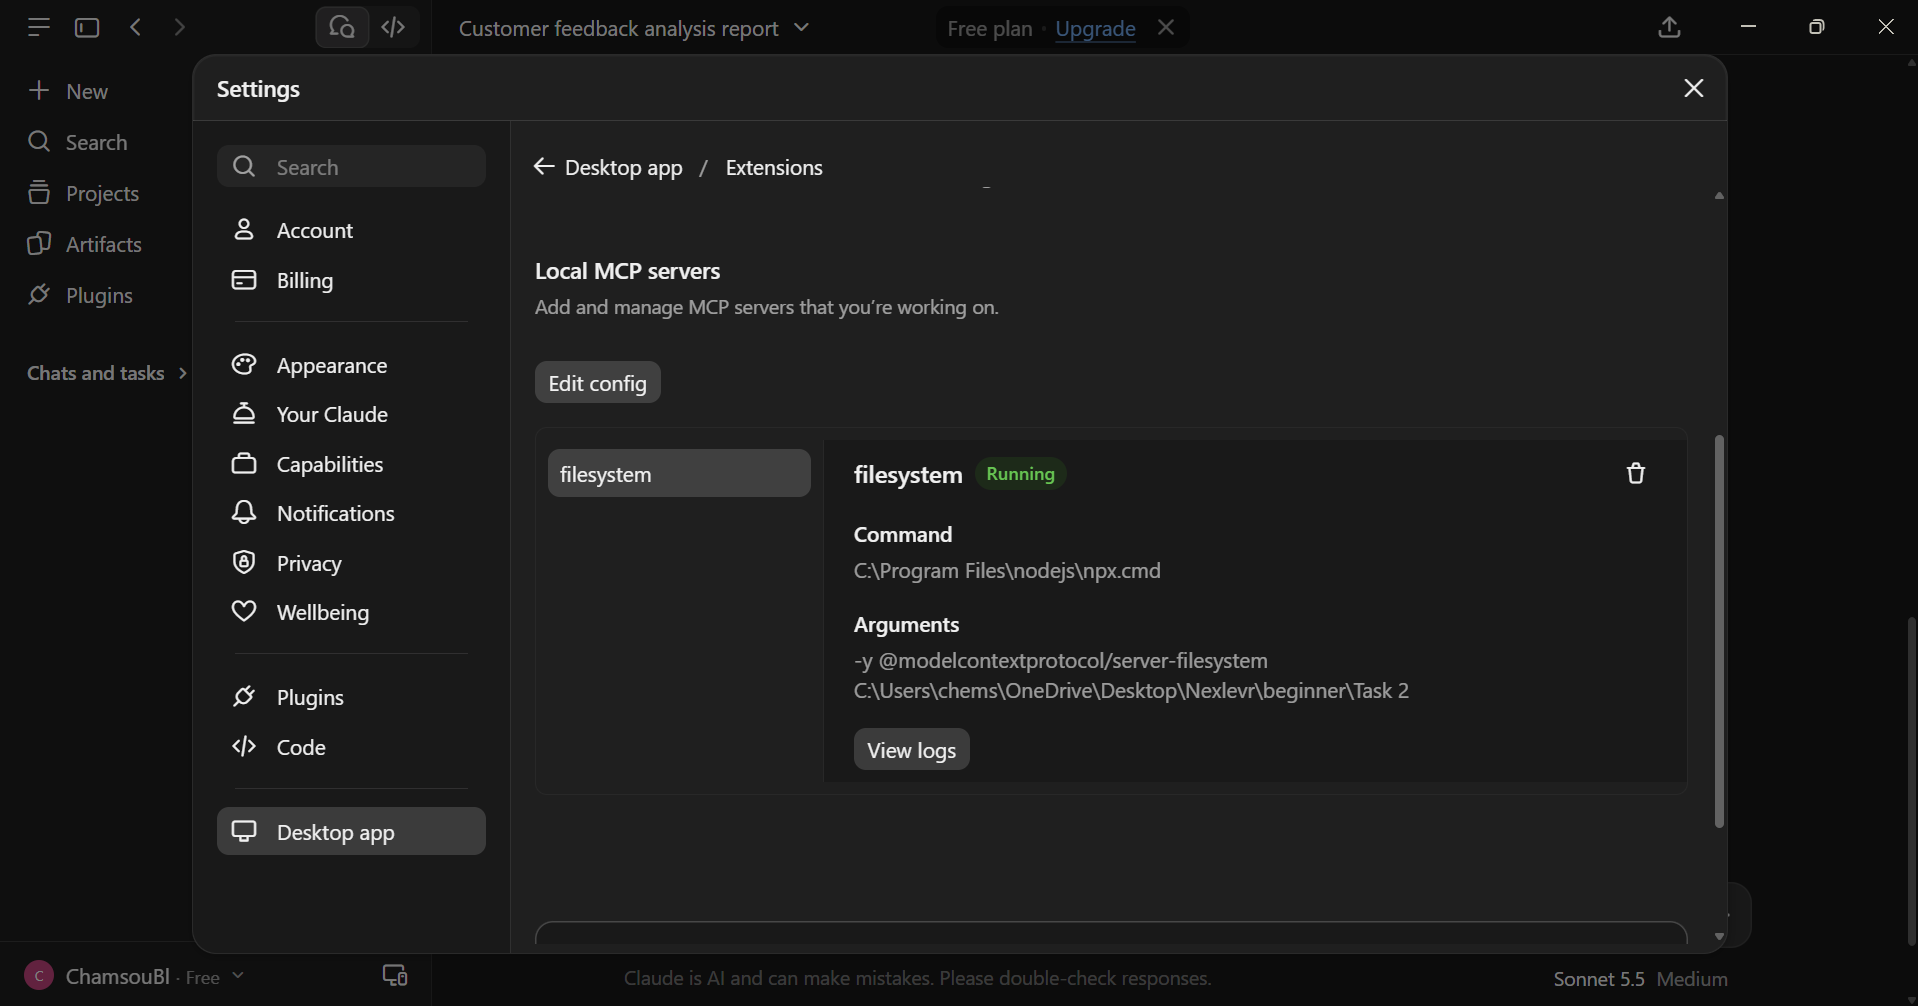 Customer feedback analysis report
Free plan · Upgrade
New
Search
Projects
Artifacts
Plugins
Chats and tasks
Settings
Search
Account
Billing
Appearance
Your Claude
Capabilities
Notifications
Privacy
Wellbeing
Plugins
Code
Desktop app
Desktop app / Extensions
Local MCP servers
Add and manage MCP servers that you're working on.
Edit config
filesystem
filesystem Running
Command
C:\Program Files\nodejs\npx.cmd
Arguments
-y @modelcontextprotocol/server-filesystem
C:\Users\chems\OneDrive\Desktop\Nexlevr\beginner\Task 2
View logs
C ChamsouBl · Free
Claude is AI and can make mistakes. Please double-check responses.
Sonnet 5.5 Medium